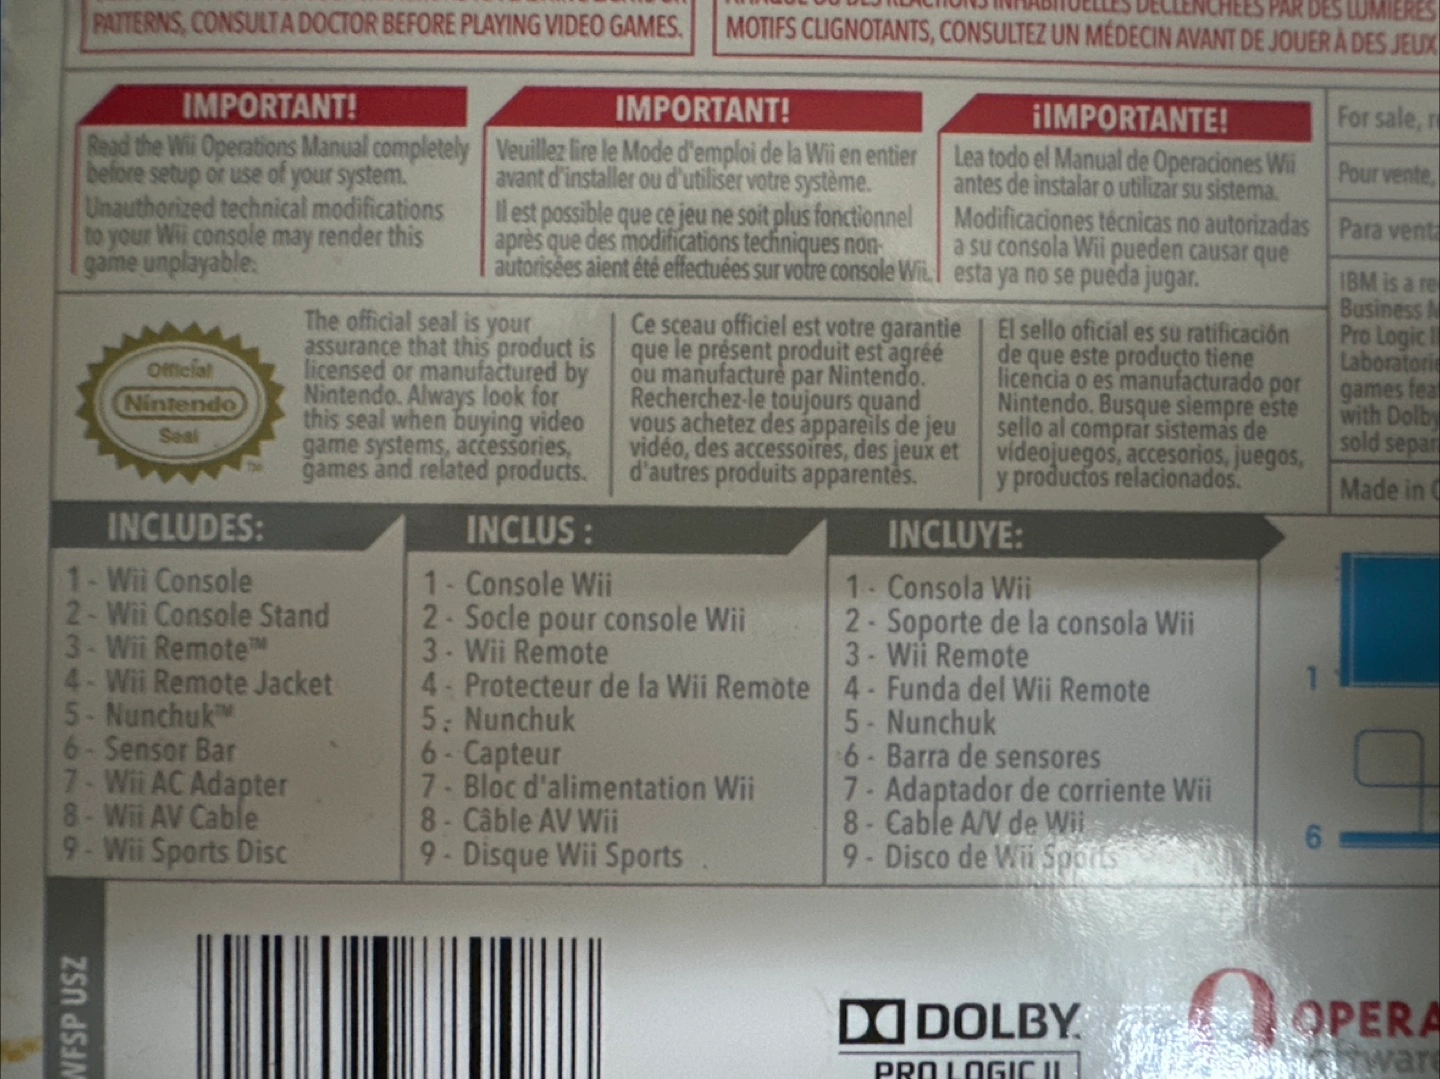 PATTERNS, CONSULT A DOCTOR BEFORE PLAYING VIDEO GAMES.
MOTIFS CLIGNOTANTS, CONSULTEZ UN MÉDECIN AVANT DE JOUER À DES JEUX
IMPORTANT!
Read the Wii Operations Manual completely
before setup or use of your system.
Unauthorized technical modifications
to your Wii console may render this
game unplayable.
IMPORTANT!
Veuillez lire le Mode d'emploi de la Wii en entier
avant d'installer ou d'utiliser votre système.
Il est possible que ce jeu ne soit plus fonctionnel
après que des modifications techniques non-
autorisées aient été effectuées sur votre console Wii.
¡IMPORTANTE!
Lea todo el Manual de Operaciones Wii
antes de instalar o utilizar su sistema.
Modificaciones técnicas no autorizadas
a su consola Wii pueden causar que
esta ya no se pueda jugar.
For sale,
Pour vente,
Para
IBM is a
Business
Pro Logic
games
with Dolby
sold
Made in
Official
Nintendo
Seal
TM
The official seal is your
assurance that this product is
licensed or manufactured by
Nintendo. Always look for
this seal when buying video
game systems, accessories,
games and related products.
Ce sceau officiel est votre garantie
que le présent produit est agréé
ou manufacturé par Nintendo.
Recherchez-le toujours quand
vous achetez des appareils de jeu
vidéo, des accessoires, des jeux et
d'autres produits apparentés.
El sello oficial es su ratificación
de que este producto tiene
licencia o es manufacturado por
Nintendo. Busque siempre este
sello al comprar sistemas de
videojuegos, accesorios, juegos,
y productos relacionados.
INCLUDES:
1 - Wii Console
2 - Wii Console Stand
3 - Wii Remote™
4 - Wii Remote Jacket
5 - Nunchuk™
6 - Sensor Bar
7 - Wii AC Adapter
8 - Wii AV Cable
9 - Wii Sports Disc
INCLUS :
1 - Console Wii
2 - Socle pour console Wii
3 - Wii Remote
4 - Protecteur de la Wii Remote
5 - Nunchuk
6 - Capteur
7 - Bloc d'alimentation Wii
8 - Câble AV Wii
9 - Disque Wii Sports
INCLUYE:
1 - Consola Wii
2 - Soporte de la consola Wii
3 - Wii Remote
4 - Funda del Wii Remote
5 - Nunchuk
6 - Barra de sensores
7 - Adaptador de corriente Wii
8 - Cable A/V de Wii
9 - Disco de Wii Sports
1
6
WFSP USZ
DOLBY
PRO LOGIC II
OPERA